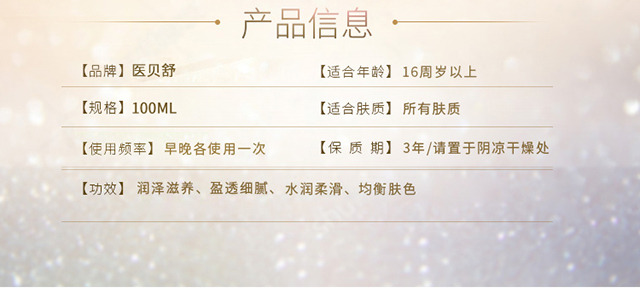 产品信息
【品牌】医贝舒 【适合年龄】16周岁以上
【规格】100ML 【适合肤质】所有肤质
【使用频率】早晚各使用一次 【保 质 期】3年/请置于阴凉干燥处
【功效】润泽滋养、盈透细腻、水润柔滑、均衡肤色